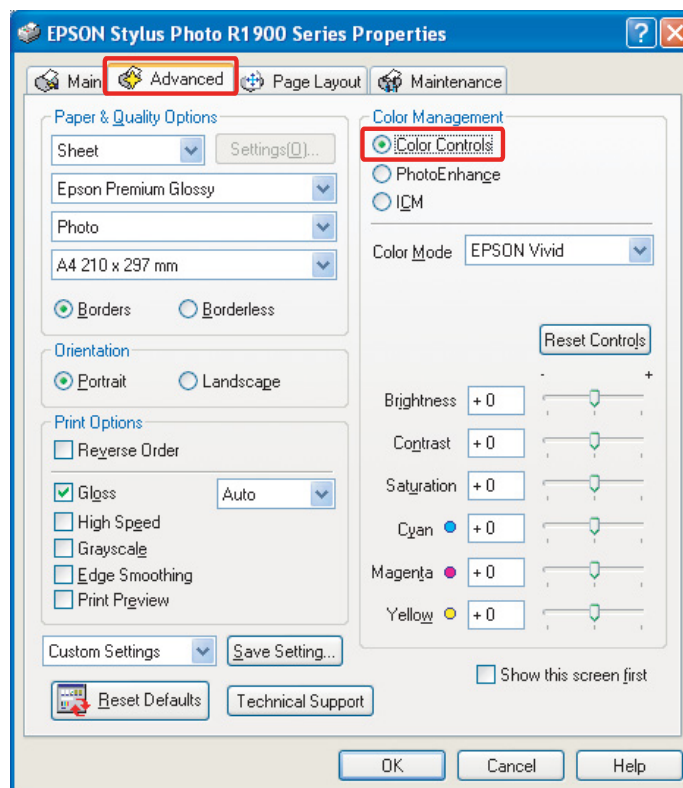 EPSON Stylus Photo R1900 Series Properties
Main Advanced Page Layout Maintenance
Paper & Quality Options
Sheet Settings(O)...
Epson Premium Glossy
Photo
A4 210 x 297 mm
Borders Borderless
Orientation
Portrait Landscape
Print Options
Reverse Order
Gloss Auto
High Speed
Grayscale
Edge Smoothing
Print Preview
Custom Settings Save Setting...
Reset Defaults Technical Support
Color Management
Color Controls
PhotoEnhance
ICM
Color Mode EPSON Vivid
Reset Controls
- +
Brightness + 0
Contrast + 0
Saturation + 0
Cyan + 0
Magenta + 0
Yellow + 0
Show this screen first
OK Cancel Help